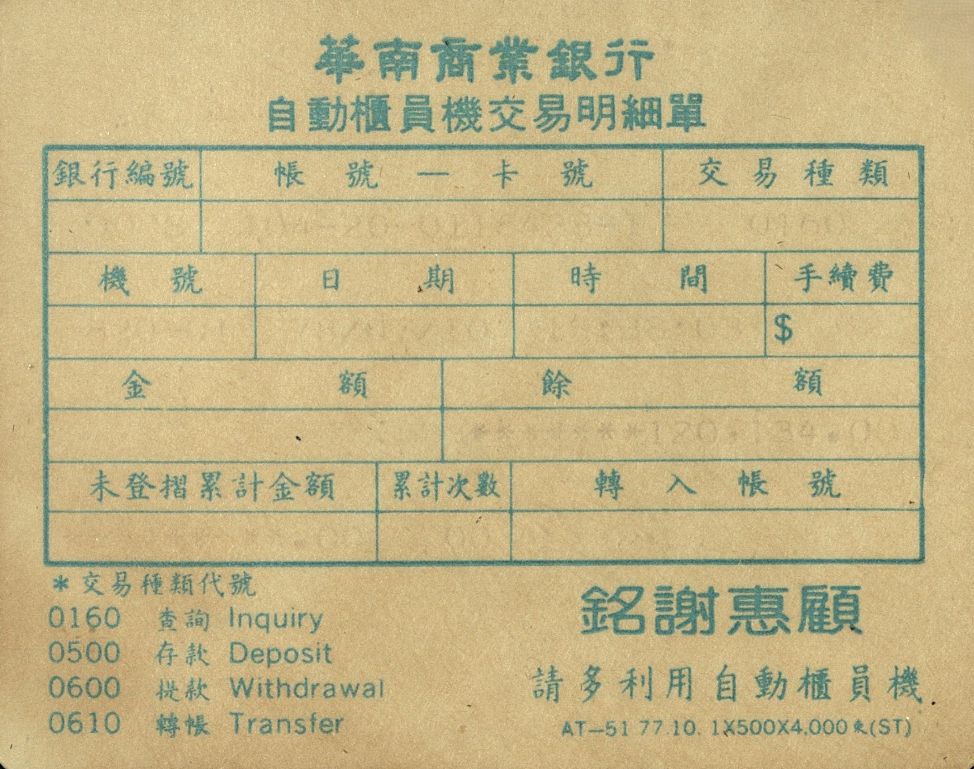 華南商業銀行
自動櫃員機交易明細單
銀行編號 帳號—卡號 交易種類
機號 日期 時間 手續費
$
金額 餘額
未登摺累計金額 累計次數 轉入帳號
*交易種類代號
0160 查詢 Inquiry
0500 存款 Deposit
0600 提款 Withdrawal
0610 轉帳 Transfer
銘謝惠顧
請多利用自動櫃員機
AT-51 77.10. 1X500X4.000 (ST)